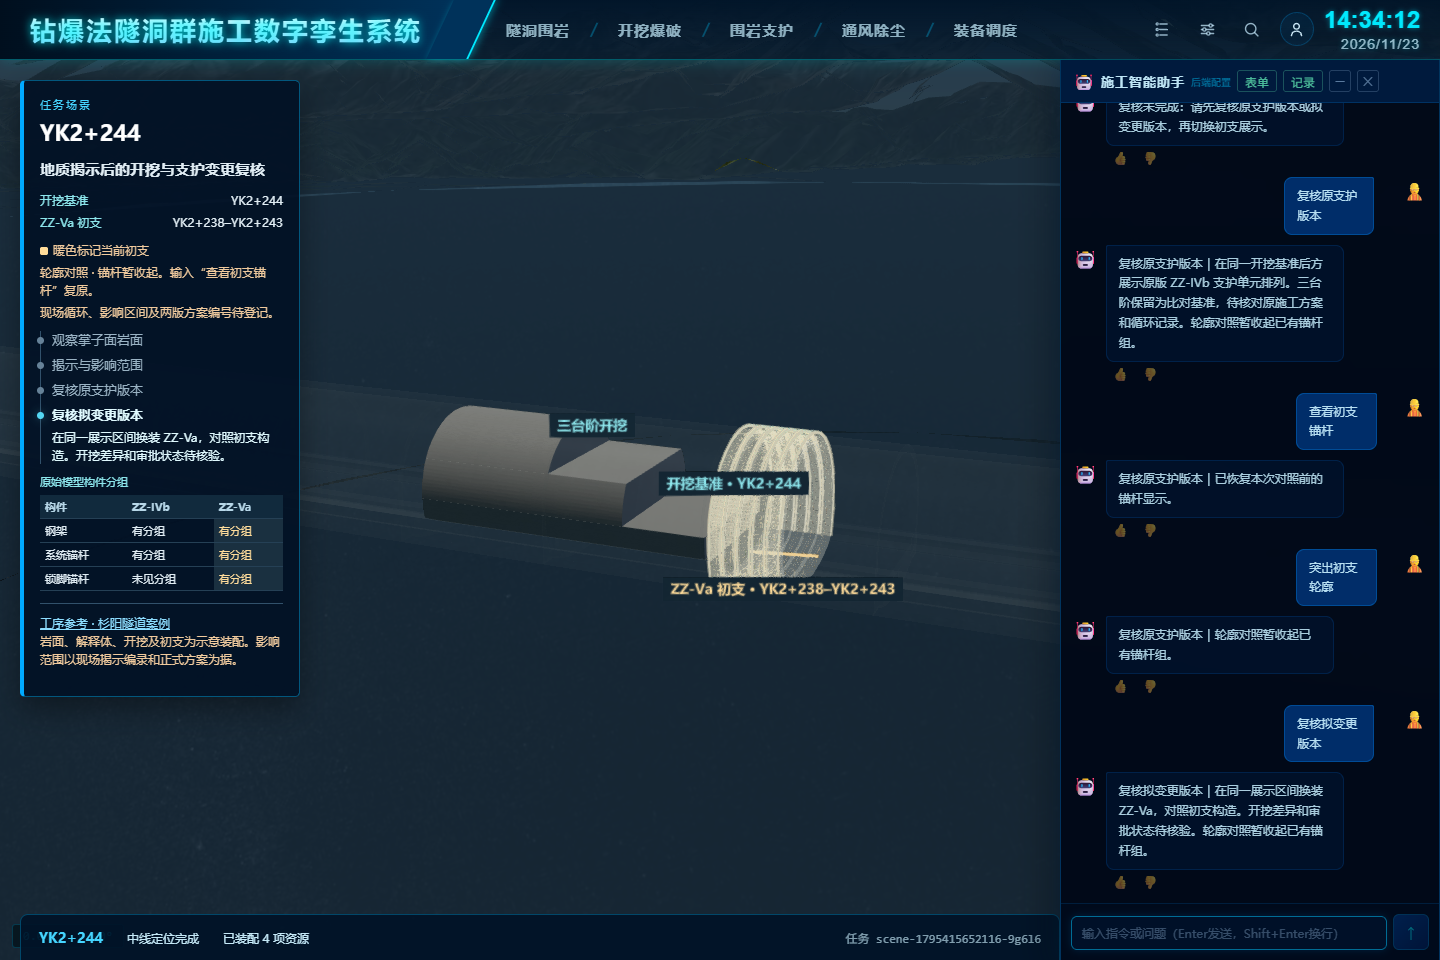 钻爆法隧洞群施工数字孪生系统
隧洞围岩 / 开挖爆破 / 围岩支护 / 通风除尘 / 装备调度
14:34:12
2026/11/23
任务场景
YK2+244
地质揭示后的开挖与支护变更复核
开挖基准 YK2+244
ZZ-Va 初支 YK2+238–YK2+243
暖色标记当前初支
轮廓对照 · 锚杆暂收起。输入“查看初支锚
杆”复原。
现场循环、影响区间及两版方案编号待登记。
观察掌子面岩面
揭示与影响范围
复核原支护版本
复核拟变更版本
在同一展示区间换装 ZZ-Va，对照初支构
造。开挖差异和审批状态待核验。
原始模型构件分组
构件 ZZ-IVb ZZ-Va
钢架 有分组 有分组
系统锚杆 有分组 有分组
锁脚锚杆 未见分组 有分组
工序参考 · 杉阳隧道案例
岩面、解释体、开挖及初支为示意装配。影响
范围以现场揭示编录和正式方案为据。
三台阶开挖
开挖基准 • YK2+244
ZZ-Va 初支 • YK2+238–YK2+243
YK2+244 中线定位完成 已装配 4 项资源 任务 scene-1795415652116-9g616
施工智能助手 后端配置 表单 记录
复核未完成：请先复核原支护版本或拟
变更版本，再切换初支展示。
复核原支护
版本
复核原支护版本 | 在同一开挖基准后方
展示原版 ZZ-IVb 支护单元排列。三台
阶保留为比对基准，待核对原施工方案
和循环记录。轮廓对照暂收起已有锚杆
组。
查看初支
锚杆
复核原支护版本 | 已恢复本次对照前的
锚杆显示。
突出初支
轮廓
复核原支护版本 | 轮廓对照暂收起已
有锚杆组。
复核拟变更
版本
复核拟变更版本 | 在同一展示区间换装
ZZ-Va，对照初支构造。开挖差异和审
批状态待核验。轮廓对照暂收起已有锚
杆组。
输入指令或问题（Enter发送，Shift+Enter换行）